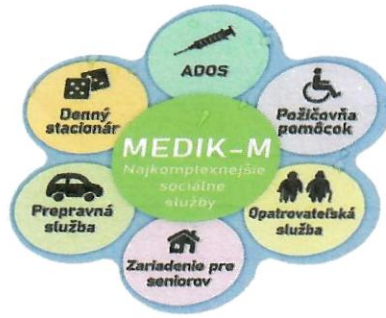 ADOS
Denný
stacionár
Požičovňa
pomôcok
MEDIK-M
Najkomplexnejšie
sociálne
služby
Prepravná
služba
Opatrovateľská
služba
Zariadenie pre
seniorov